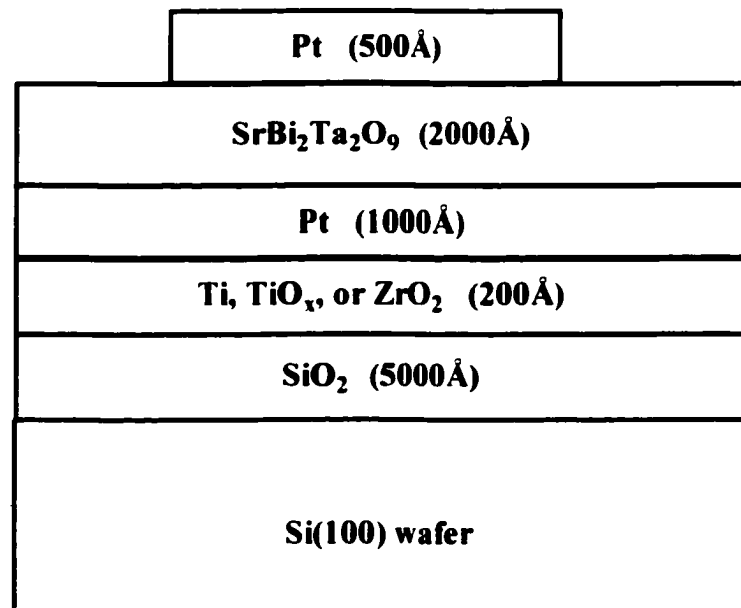 Pt (500Å)
SrBi₂Ta₂O₉ (2000Å)
Pt (1000Å)
Ti, TiOₓ, or ZrO₂ (200Å)
SiO₂ (5000Å)
Si(100) wafer